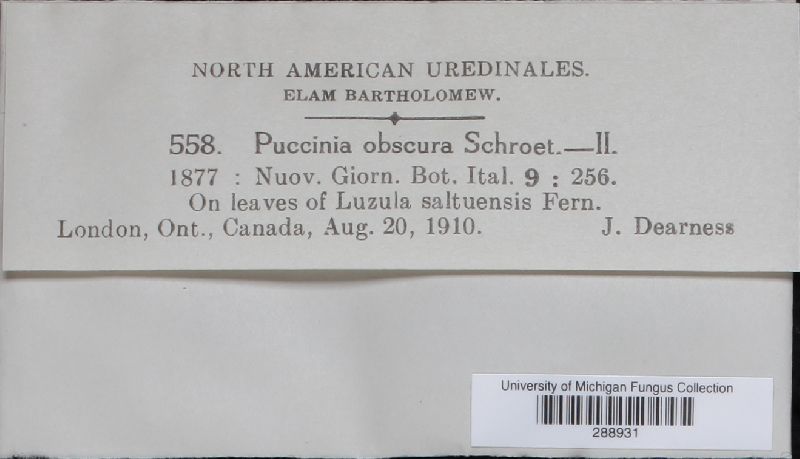 NORTH AMERICAN UREDINALES.
ELAM BARTHOLOMEW.
558. Puccinia obscura Schroet.—II.
1877 : Nuov. Giorn. Bot. Ital. 9 : 256.
On leaves of Luzula saltuensis Fern.
London, Ont., Canada, Aug. 20, 1910. J. Dearness
University of Michigan Fungus Collection
288931